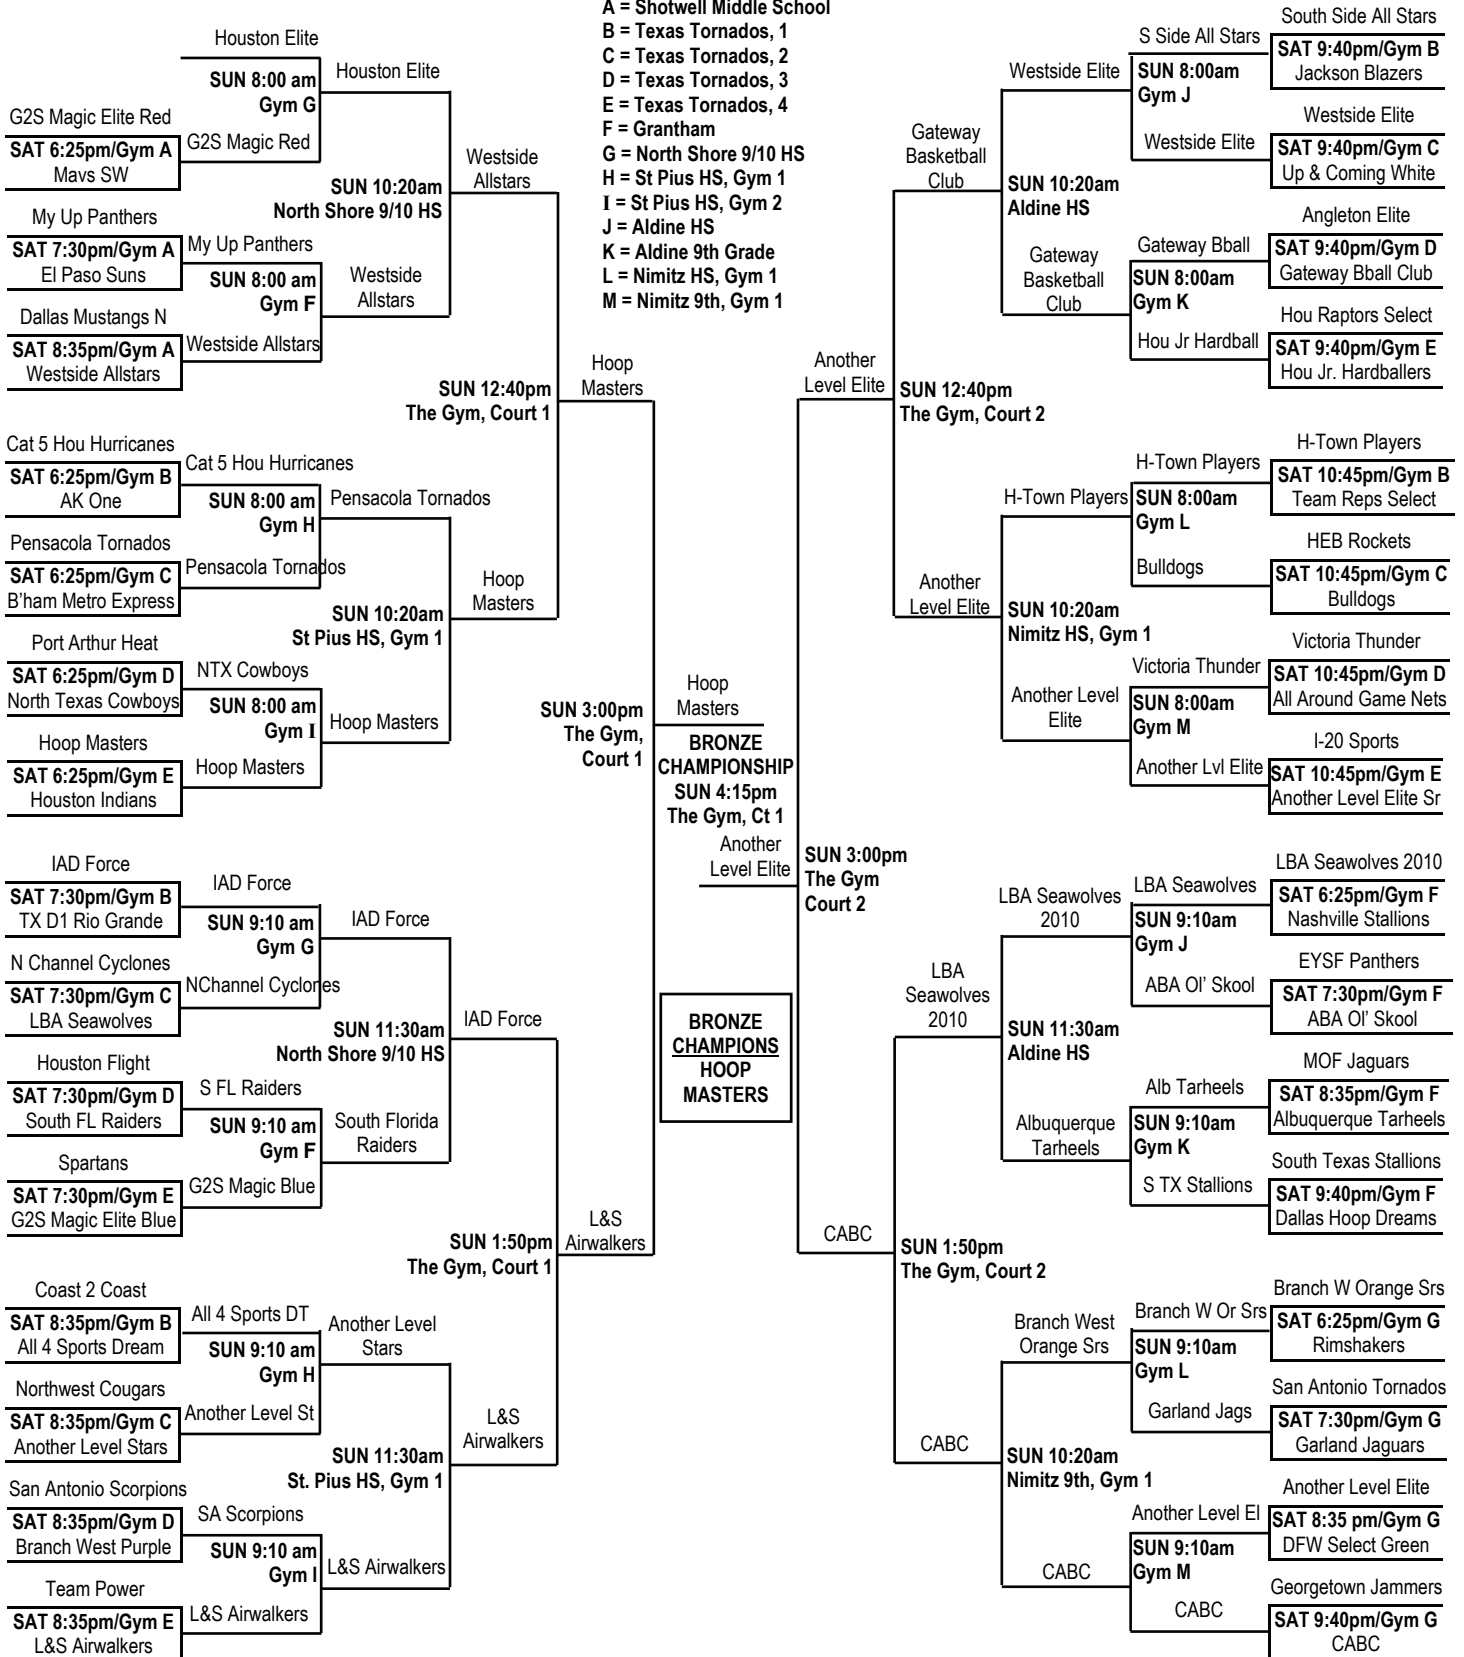 A = Shotwell Middle School
B = Texas Tornados, 1
C = Texas Tornados, 2
D = Texas Tornados, 3
E = Texas Tornados, 4
F = Grantham
G = North Shore 9/10 HS
H = St Pius HS, Gym 1
I = St Pius HS, Gym 2
J = Aldine HS
K = Aldine 9th Grade
L = Nimitz HS, Gym 1
M = Nimitz 9th, Gym 1
Houston Elite
SUN 8:00 am
Gym G
Houston Elite
G2S Magic Elite Red
SAT 6:25pm/Gym A
Mavs SW
G2S Magic Red
SUN 10:20am
North Shore 9/10 HS
Westside
Allstars
My Up Panthers
SAT 7:30pm/Gym A
El Paso Suns
My Up Panthers
SUN 8:00 am
Gym F
Westside
Allstars
Dallas Mustangs N
SAT 8:35pm/Gym A
Westside Allstars
Westside Allstars
SUN 12:40pm
The Gym, Court 1
Hoop
Masters
Cat 5 Hou Hurricanes
SAT 6:25pm/Gym B
AK One
Cat 5 Hou Hurricanes
SUN 8:00 am
Gym H
Pensacola Tornados
Pensacola Tornados
SAT 6:25pm/Gym C
B'ham Metro Express
Pensacola Tornados
SUN 10:20am
St Pius HS, Gym 1
Hoop
Masters
Port Arthur Heat
SAT 6:25pm/Gym D
North Texas Cowboys
NTX Cowboys
SUN 8:00 am
Gym I
Hoop Masters
Hoop Masters
SAT 6:25pm/Gym E
Houston Indians
Hoop Masters
SUN 3:00pm
The Gym,
Court 1
Hoop
Masters
BRONZE
CHAMPIONSHIP
SUN 4:15pm
The Gym, Ct 1
Another
Level Elite
IAD Force
SAT 7:30pm/Gym B
TX D1 Rio Grande
IAD Force
SUN 9:10 am
Gym G
IAD Force
N Channel Cyclones
SAT 7:30pm/Gym C
LBA Seawolves
NChannel Cyclones
SUN 11:30am
North Shore 9/10 HS
IAD Force
Houston Flight
SAT 7:30pm/Gym D
South FL Raiders
S FL Raiders
SUN 9:10 am
Gym F
South Florida
Raiders
Spartans
SAT 7:30pm/Gym E
G2S Magic Elite Blue
G2S Magic Blue
SUN 1:50pm
The Gym, Court 1
L&S
Airwalkers
Coast 2 Coast
SAT 8:35pm/Gym B
All 4 Sports Dream
All 4 Sports DT
SUN 9:10 am
Gym H
Another Level
Stars
Northwest Cougars
SAT 8:35pm/Gym C
Another Level Stars
Another Level St
SUN 11:30am
St. Pius HS, Gym 1
L&S
Airwalkers
San Antonio Scorpions
SAT 8:35pm/Gym D
Branch West Purple
SA Scorpions
SUN 9:10 am
Gym I
L&S Airwalkers
Team Power
SAT 8:35pm/Gym E
L&S Airwalkers
L&S Airwalkers
BRONZE
CHAMPIONS
HOOP
MASTERS
South Side All Stars
SAT 9:40pm/Gym B
Jackson Blazers
S Side All Stars
SUN 8:00am
Gym J
Westside Elite
Westside Elite
SAT 9:40pm/Gym C
Up & Coming White
Westside Elite
Gateway
Basketball
Club
SUN 10:20am
Aldine HS
Angleton Elite
SAT 9:40pm/Gym D
Gateway Bball Club
Gateway Bball
SUN 8:00am
Gym K
Gateway
Basketball
Club
Hou Raptors Select
SAT 9:40pm/Gym E
Hou Jr. Hardballers
Hou Jr Hardball
Another
Level Elite
SUN 12:40pm
The Gym, Court 2
H-Town Players
SAT 10:45pm/Gym B
Team Reps Select
H-Town Players
SUN 8:00am
Gym L
H-Town Players
HEB Rockets
SAT 10:45pm/Gym C
Bulldogs
Bulldogs
Another
Level Elite
SUN 10:20am
Nimitz HS, Gym 1
Victoria Thunder
SAT 10:45pm/Gym D
All Around Game Nets
Victoria Thunder
SUN 8:00am
Gym M
Another Level
Elite
I-20 Sports
SAT 10:45pm/Gym E
Another Level Elite Sr
Another Lvl Elite
SUN 3:00pm
The Gym
Court 2
LBA Seawolves 2010
SAT 6:25pm/Gym F
Nashville Stallions
LBA Seawolves
SUN 9:10am
Gym J
LBA Seawolves
2010
EYSF Panthers
SAT 7:30pm/Gym F
ABA Ol' Skool
ABA Ol' Skool
LBA
Seawolves
2010
SUN 11:30am
Aldine HS
MOF Jaguars
SAT 8:35pm/Gym F
Albuquerque Tarheels
Alb Tarheels
SUN 9:10am
Gym K
Albuquerque
Tarheels
South Texas Stallions
SAT 9:40pm/Gym F
Dallas Hoop Dreams
S TX Stallions
CABC
SUN 1:50pm
The Gym, Court 2
Branch W Orange Srs
SAT 6:25pm/Gym G
Rimshakers
Branch W Or Srs
SUN 9:10am
Gym L
Branch West
Orange Srs
San Antonio Tornados
SAT 7:30pm/Gym G
Garland Jaguars
Garland Jags
CABC
SUN 10:20am
Nimitz 9th, Gym 1
Another Level Elite
SAT 8:35 pm/Gym G
DFW Select Green
Another Level El
SUN 9:10am
Gym M
CABC
Georgetown Jammers
SAT 9:40pm/Gym G
CABC
CABC